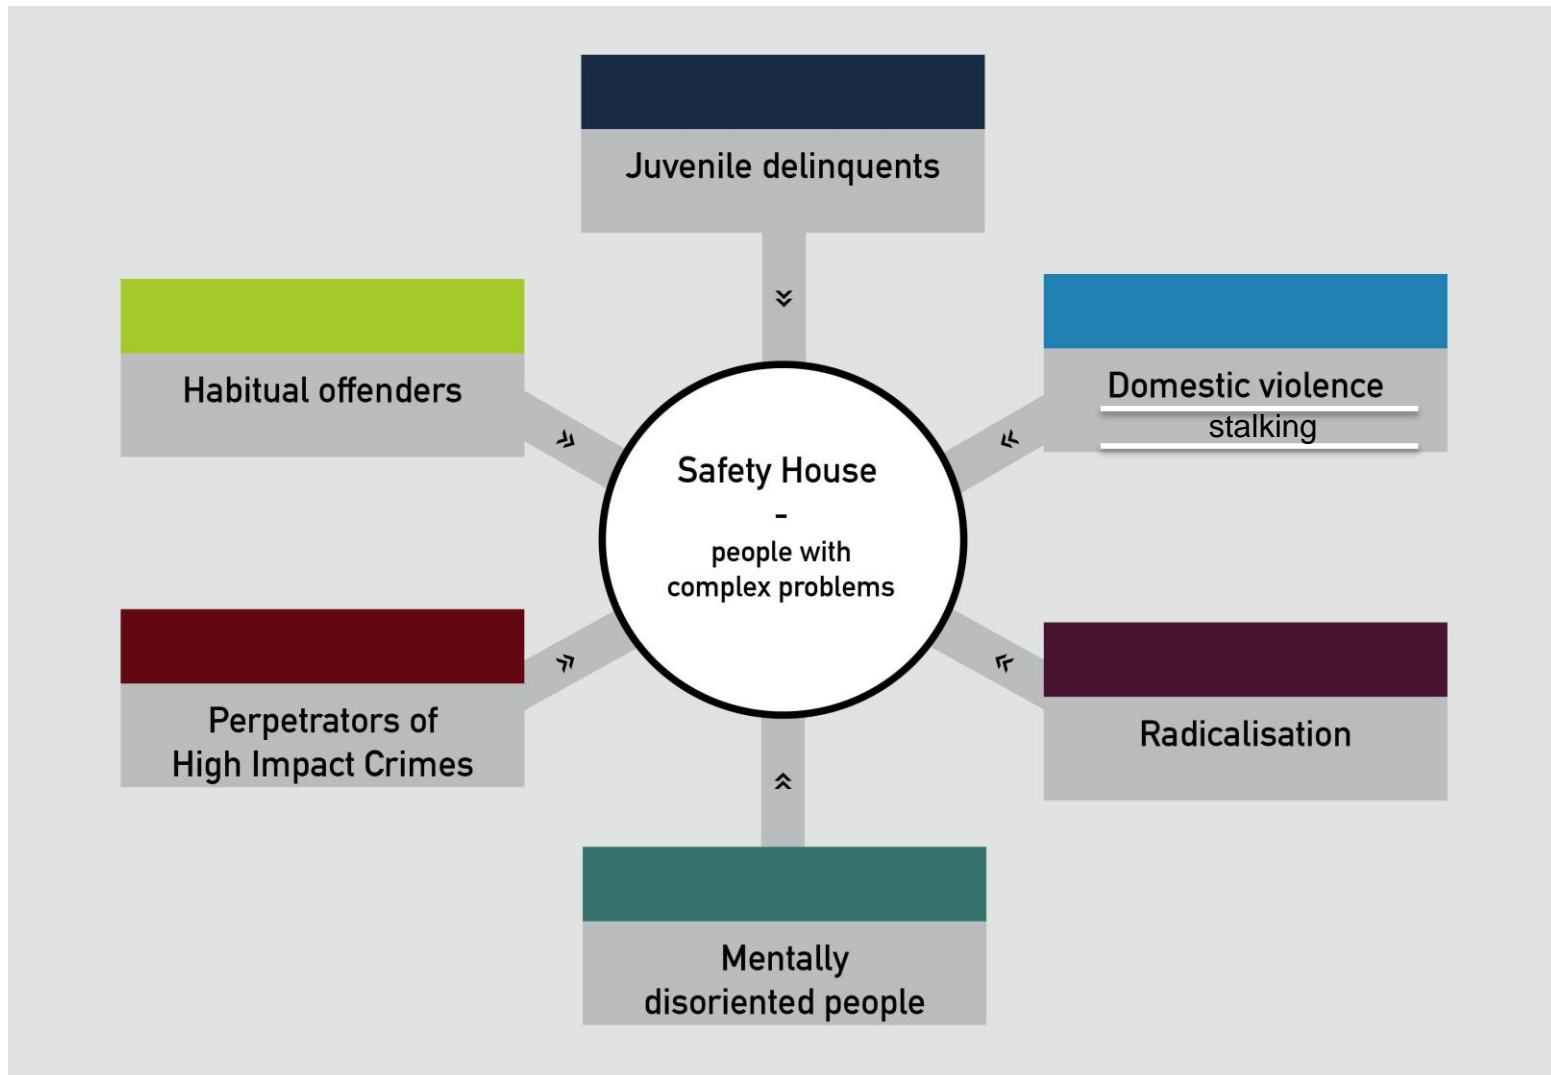 Juvenile delinquents
Habitual offenders
Domestic violence
stalking
Safety House
-
people with
complex problems
Perpetrators of
High Impact Crimes
Radicalisation
Mentally
disoriented people